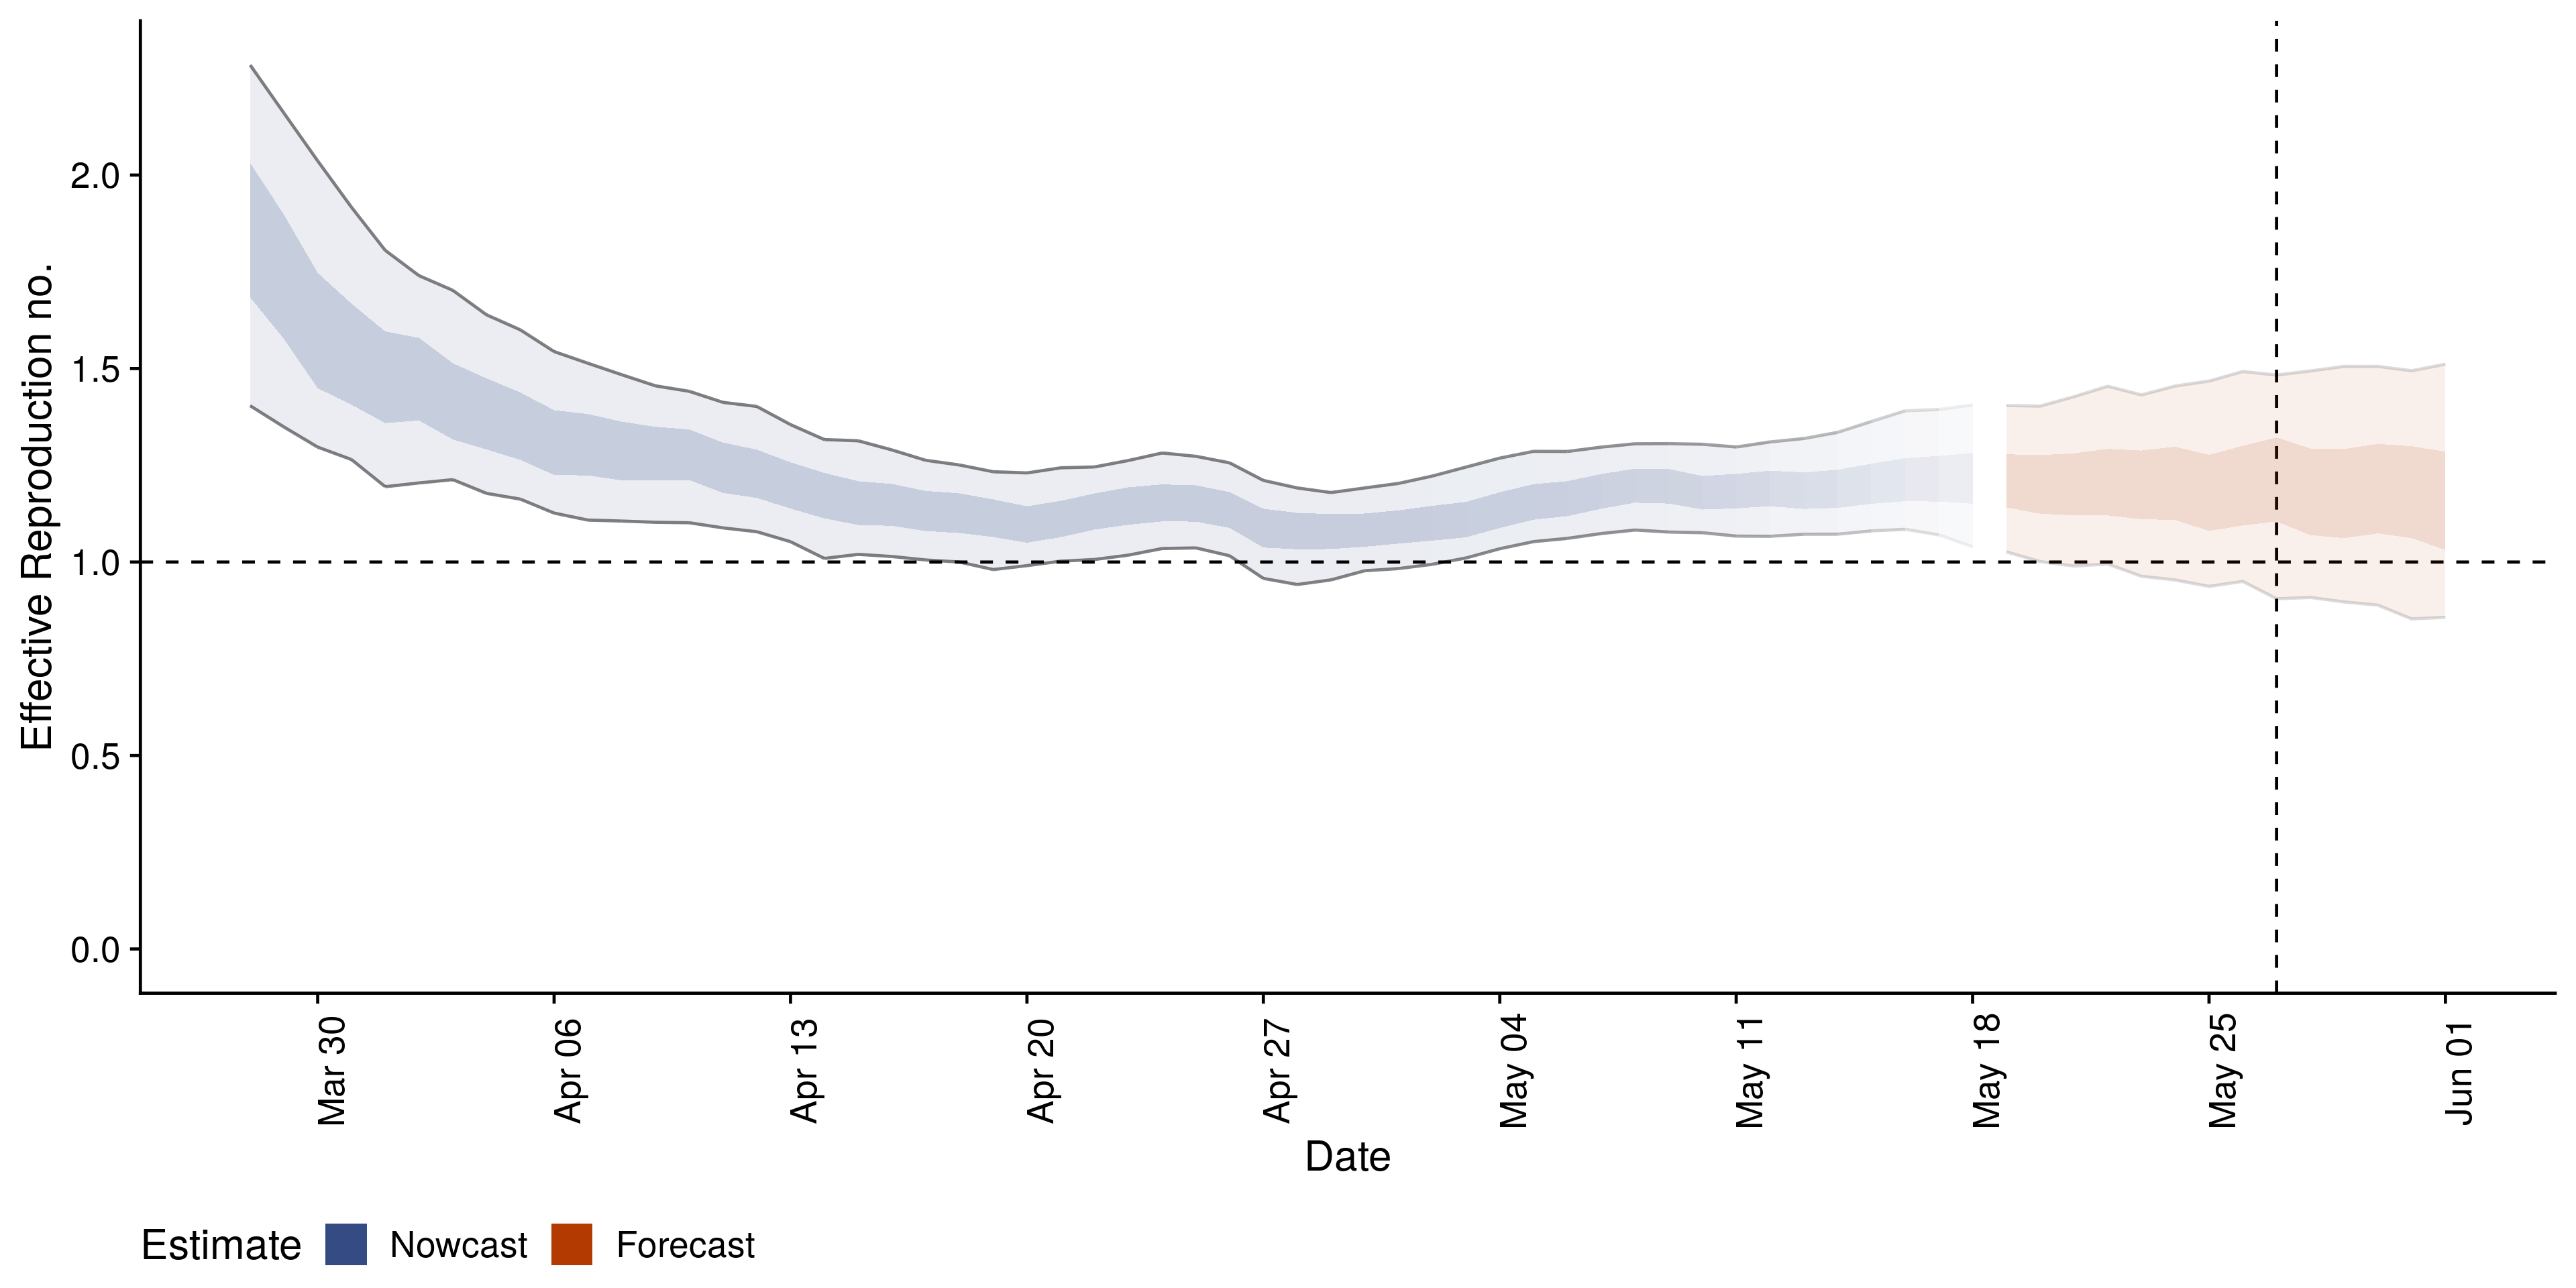 Effective Reproduction no.
2.0
1.5
1.0
0.5
0.0
Mar 30
Apr 06
Apr 13
Apr 20
Apr 27
May 04
May 11
May 18
May 25
Jun 01
Date
Estimate Nowcast Forecast